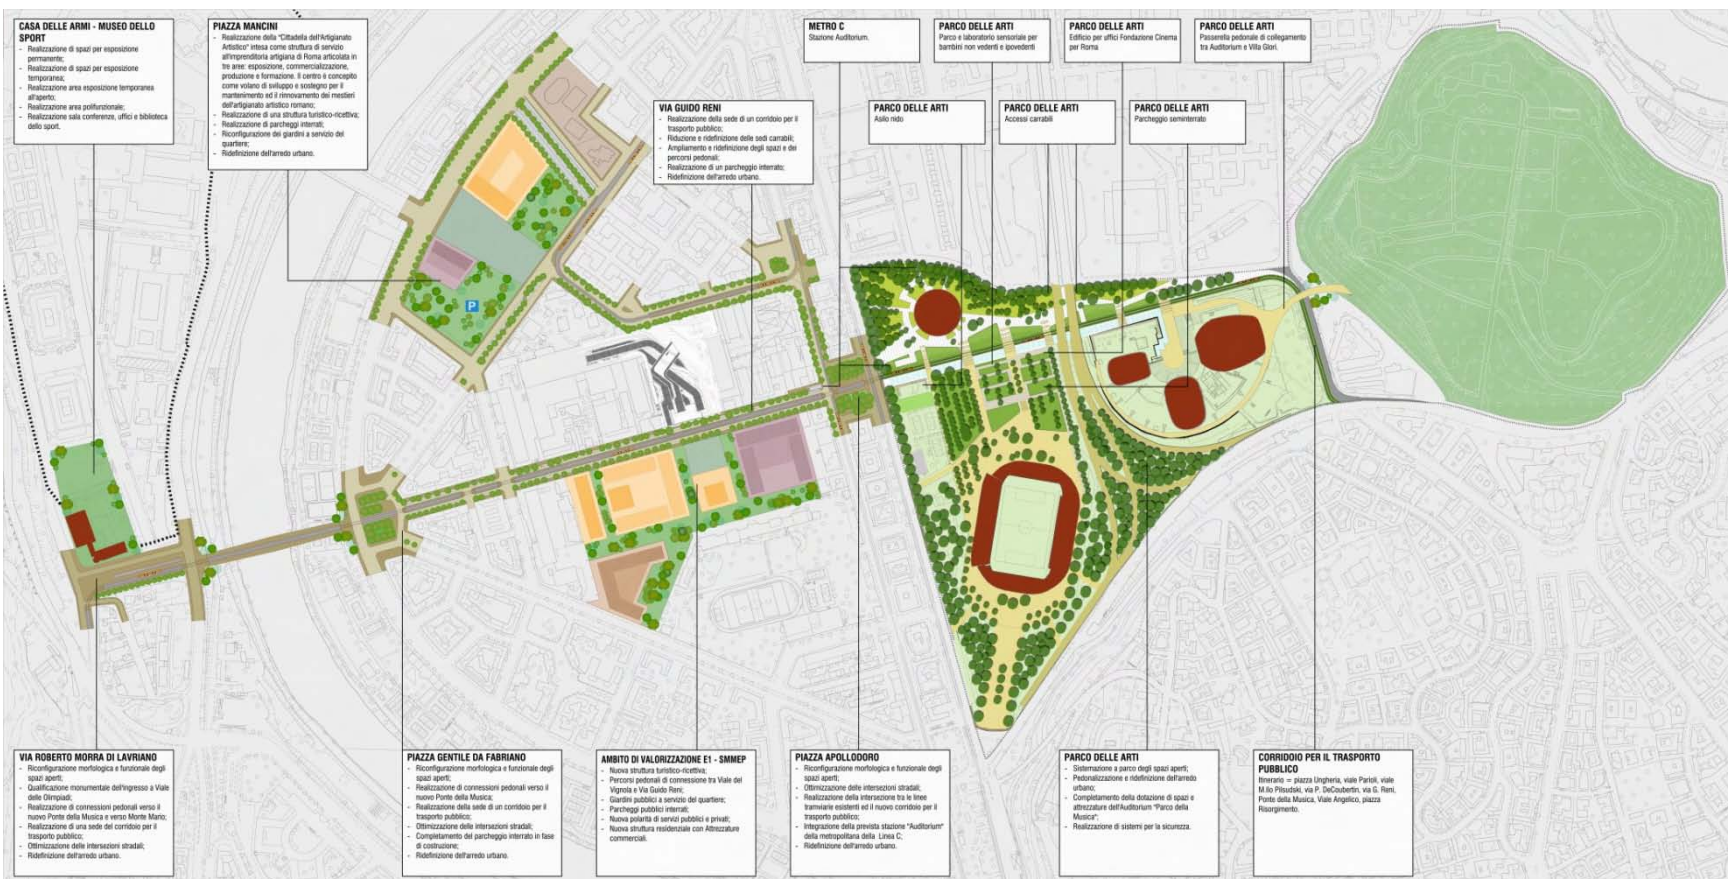 CASA DELLE ARMI - MUSEO DELLO
SPORT
- Realizzazione di spazi per esposizione
permanente;
- Realizzazione di spazi per esposizione
temporanea;
- Realizzazione area esposizione temporanea
all'aperto;
- Realizzazione area polifunzionale;
- Realizzazione sala conferenze, uffici e biblioteca
dello sport.
PIAZZA MANCINI
- Realizzazione della "Cittadella dell'Artigianato
Artistico" intesa come struttura di servizio
all'imprenditoria artigiana di Roma articolata in
tre aree: esposizione, commercializzazione,
produzione e formazione. Il centro è concepito
come volano di sviluppo e sostegno per il
mantenimento ed il rinnovamento dei mestieri
dell'artigianato artistico romano;
- Realizzazione di una struttura turistico-ricettiva;
- Realizzazione di parcheggi interrati;
- Riconfigurazione dei giardini a servizio del
quartiere;
- Ridefinizione dell'arredo urbano.
VIA GUIDO RENI
- Realizzazione della sede di un corridoio per il
trasporto pubblico;
- Riduzione e ridefinizione delle sedi carrabili;
- Ampliamento e ridefinizione degli spazi e dei
percorsi pedonali;
- Realizzazione di un parcheggio interrato;
- Ridefinizione dell'arredo urbano.
METRO C
Stazione Auditorium.
PARCO DELLE ARTI
Parco e laboratorio sensoriale per
bambini non vedenti e ipovedenti
PARCO DELLE ARTI
Edificio per uffici Fondazione Cinema
per Roma
PARCO DELLE ARTI
Passerella pedonale di collegamento
tra Auditorium e Villa Glori.
PARCO DELLE ARTI
Asilo nido
PARCO DELLE ARTI
Accessi carrabili
PARCO DELLE ARTI
Parcheggio seminterrato
P
VIA ROBERTO MORRA DI LAVRIANO
- Riconfigurazione morfologica e funzionale degli
spazi aperti;
- Qualificazione monumentale dell'ingresso a Viale
delle Olimpiadi;
- Realizzazione di connessioni pedonali verso il
nuovo Ponte della Musica e verso Monte Mario;
- Realizzazione di una sede del corridoio per il
trasporto pubblico;
- Ottimizzazione delle intersezioni stradali;
- Ridefinizione dell'arredo urbano.
PIAZZA GENTILE DA FABRIANO
- Riconfigurazione morfologica e funzionale degli
spazi aperti;
- Realizzazione di connessioni pedonali verso il
nuovo Ponte della Musica;
- Realizzazione della sede di un corridoio per il
trasporto pubblico;
- Ottimizzazione delle intersezioni stradali;
- Completamento del parcheggio interrato in fase
di costruzione;
- Ridefinizione dell'arredo urbano.
AMBITO DI VALORIZZAZIONE E1 - SMMEP
- Nuova struttura turistico-ricettiva;
- Percorsi pedonali di connessione tra Viale del
Vignola e Via Guido Reni;
- Giardini pubblici a servizio del quartiere;
- Parcheggi pubblici interrati;
- Nuova polarità di servizi pubblici e privati;
- Nuova struttura residenziale con Attrezzature
commerciali.
PIAZZA APOLLODORO
- Riconfigurazione morfologica e funzionale degli
spazi aperti;
- Ottimizzazione delle intersezioni stradali;
- Realizzazione della intersezione tra le linee
tramviarie esistenti ed il nuovo corridoio per il
trasporto pubblico;
- Integrazione della prevista stazione "Auditorium"
della metropolitana della Linea C;
- Ridefinizione dell'arredo urbano.
PARCO DELLE ARTI
- Sistemazione a parco degli spazi aperti;
- Pedonalizzazione e ridefinizione dell'arredo
urbano;
- Completamento della dotazione di spazi e
attrezzature dell'Auditorium "Parco della
Musica";
- Realizzazione di sistemi per la sicurezza.
CORRIDOIO PER IL TRASPORTO
PUBBLICO
Itinerario = piazza Ungheria, viale Parioli, viale
M.llo Pilsudski, via P. DeCoubertin, via G. Reni,
Ponte della Musica, Viale Angelico, piazza
Risorgimento.